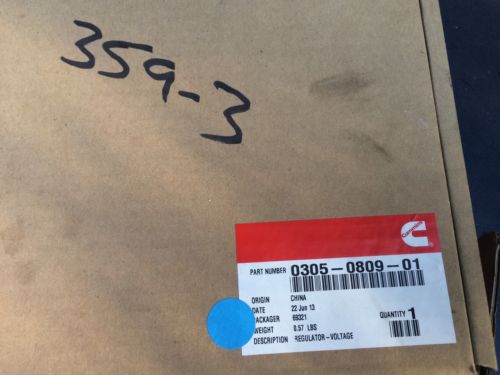 359-3
Cummins
PART NUMBER 0305-0809-01
ORIGIN CHINA
DATE 22 Jun 13
PACKAGER 69321
WEIGHT 0.57 LBS
DESCRIPTION REGULATOR-VOLTAGE
QUANTITY 1